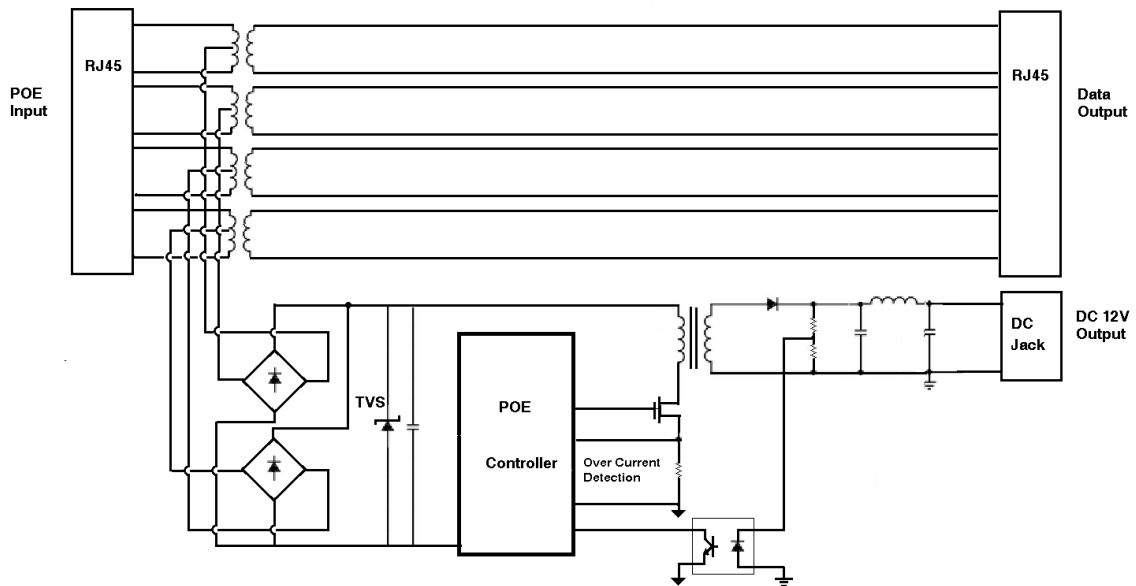 RJ45
RJ45
POE
Input
Data
Output
DC 12V
Output
DC
Jack
TVS
POE
Controller
Over Current
Detection